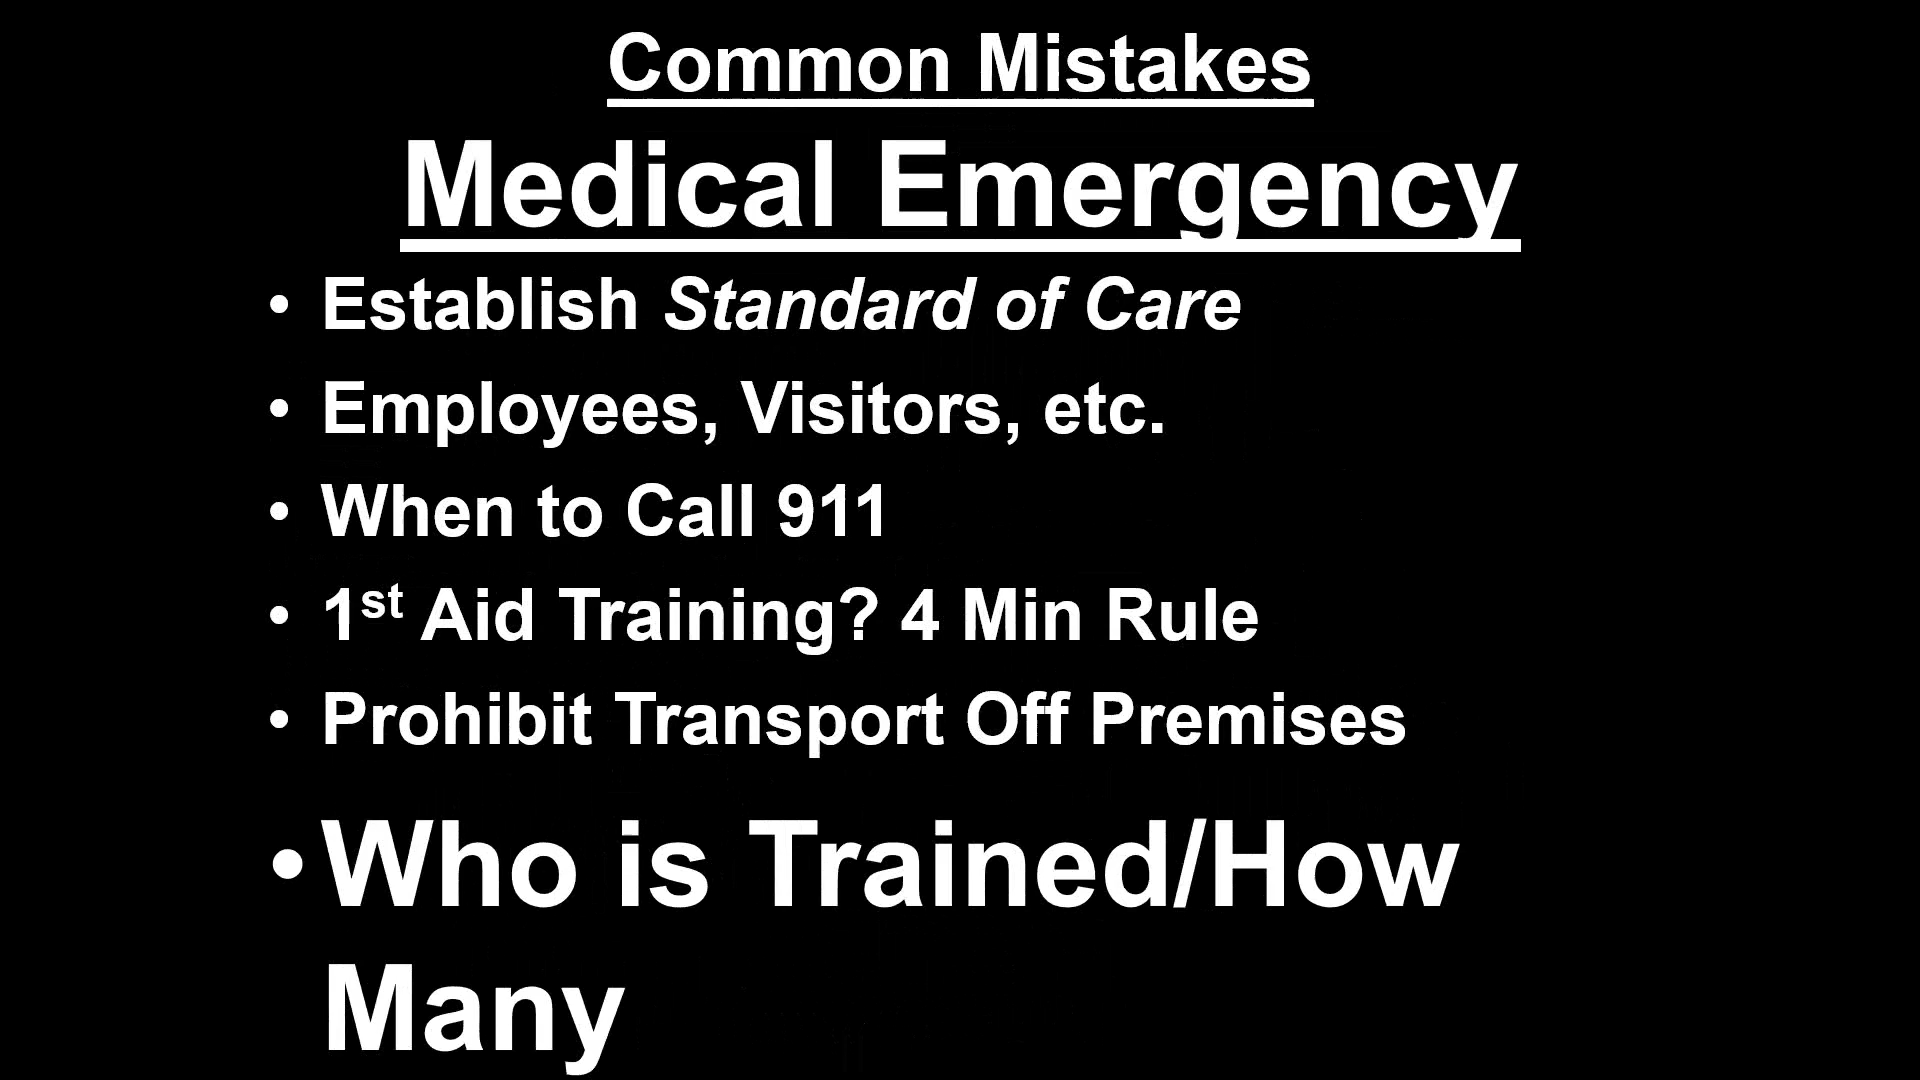 Common Mistakes
Medical Emergency
• Establish Standard of Care
• Employees, Visitors, etc.
• When to Call 911
• 1st Aid Training? 4 Min Rule
• Prohibit Transport Off Premises
• Who is Trained/How
Many